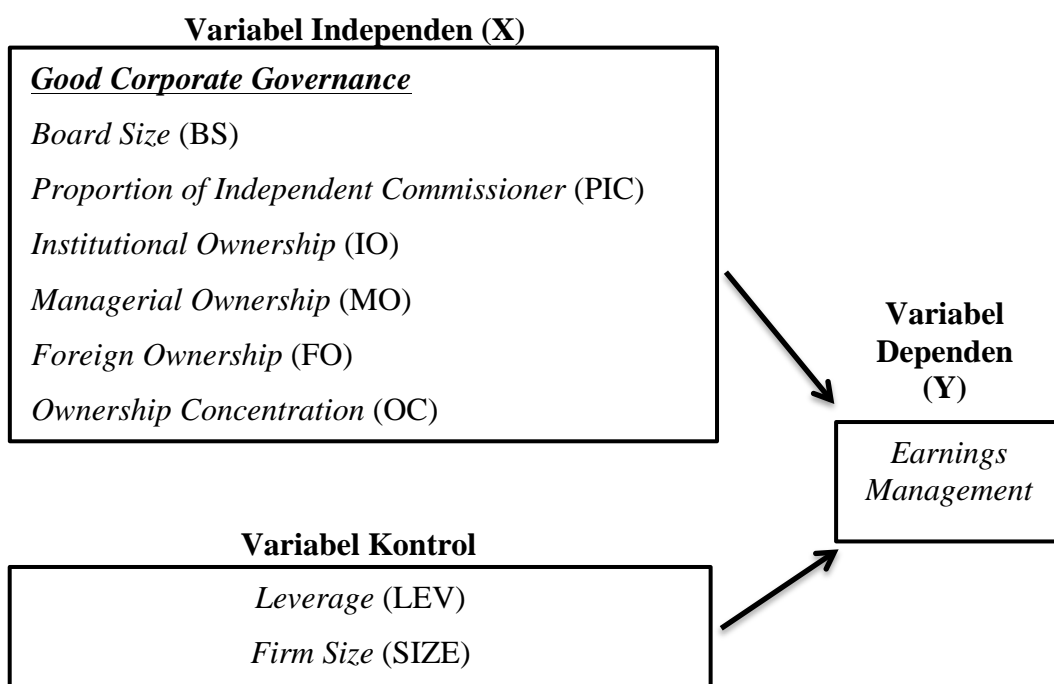 Variabel Independen (X)
Good Corporate Governance
Board Size (BS)
Proportion of Independent Commissioner (PIC)
Institutional Ownership (IO)
Managerial Ownership (MO)
Foreign Ownership (FO)
Ownership Concentration (OC)
Variabel
Dependen
(Y)
Earnings
Management
Variabel Kontrol
Leverage (LEV)
Firm Size (SIZE)